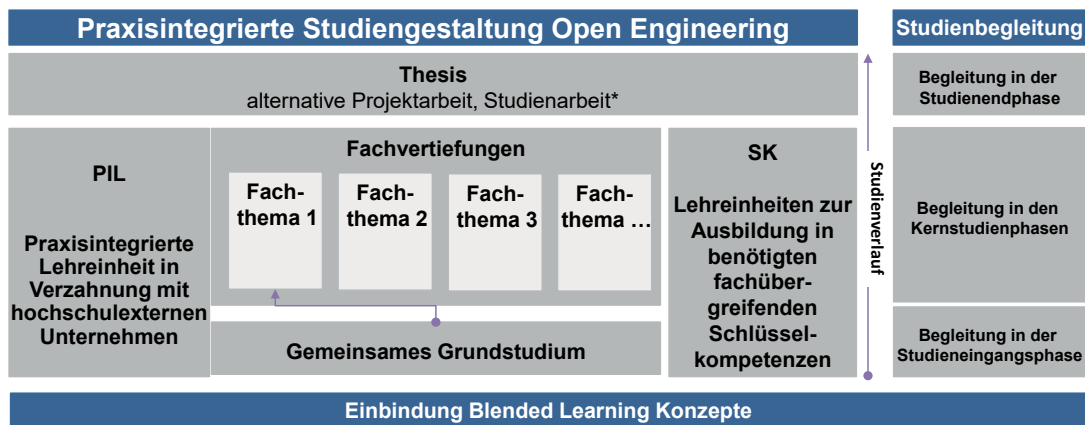 Praxisintegrierte Studiengestaltung Open Engineering
Studienbegleitung
Thesis
alternative Projektarbeit, Studienarbeit*
Begleitung in der
Studienendphase
PIL
Praxisintegrierte
Lehreinheit in
Verzahnung mit
hochschulexternen
Unternehmen
Fachvertiefungen
Fach-
thema 1
Fach-
thema 2
Fach-
thema 3
Fach-
thema …
Gemeinsames Grundstudium
SK
Lehreinheiten zur
Ausbildung in
benötigten
fachüber-
greifenden
Schlüssel-
kompetenzen
Studienverlauf
Begleitung in den
Kernstudienphasen
Begleitung in der
Studieneingangsphase
Einbindung Blended Learning Konzepte